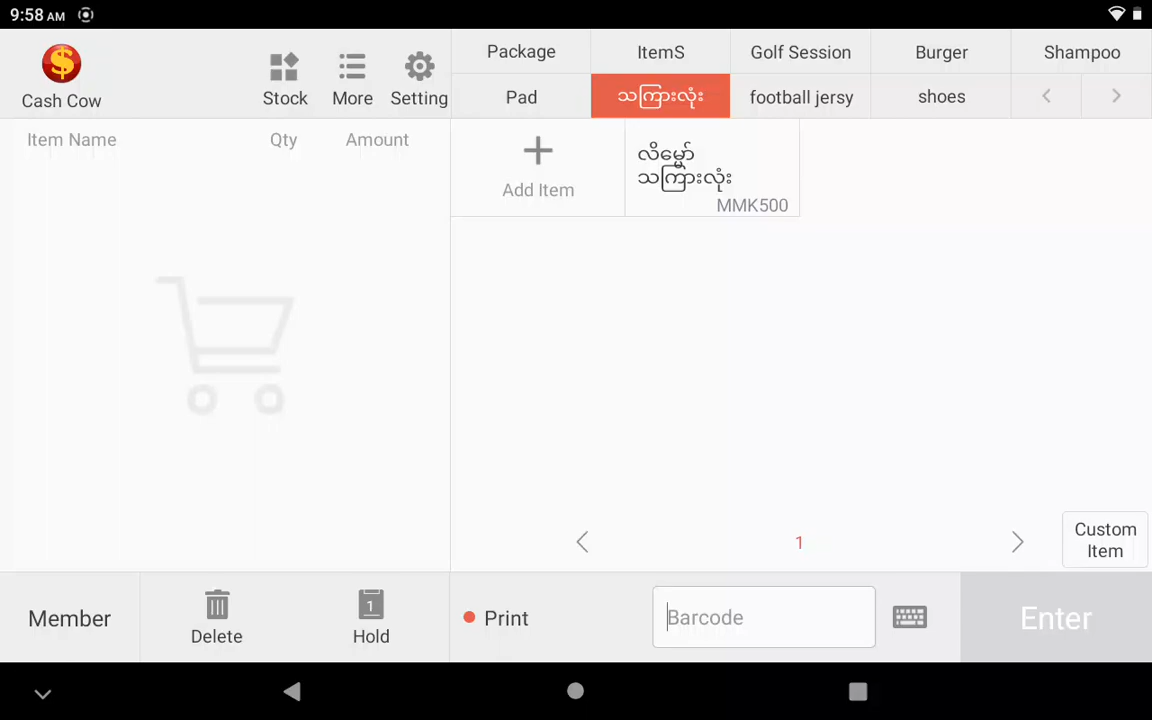 9:58 AM
Cash Cow
Stock
More
Setting
Package
ItemS
Golf Session
Burger
Shampoo
Pad
သကြားလုံး
football jersy
shoes
Item Name
Qty
Amount
Add Item
လိမ္မော်
သကြားလုံး
MMK500
1
Custom
Item
Member
Delete
1
Hold
Print
Barcode
Enter